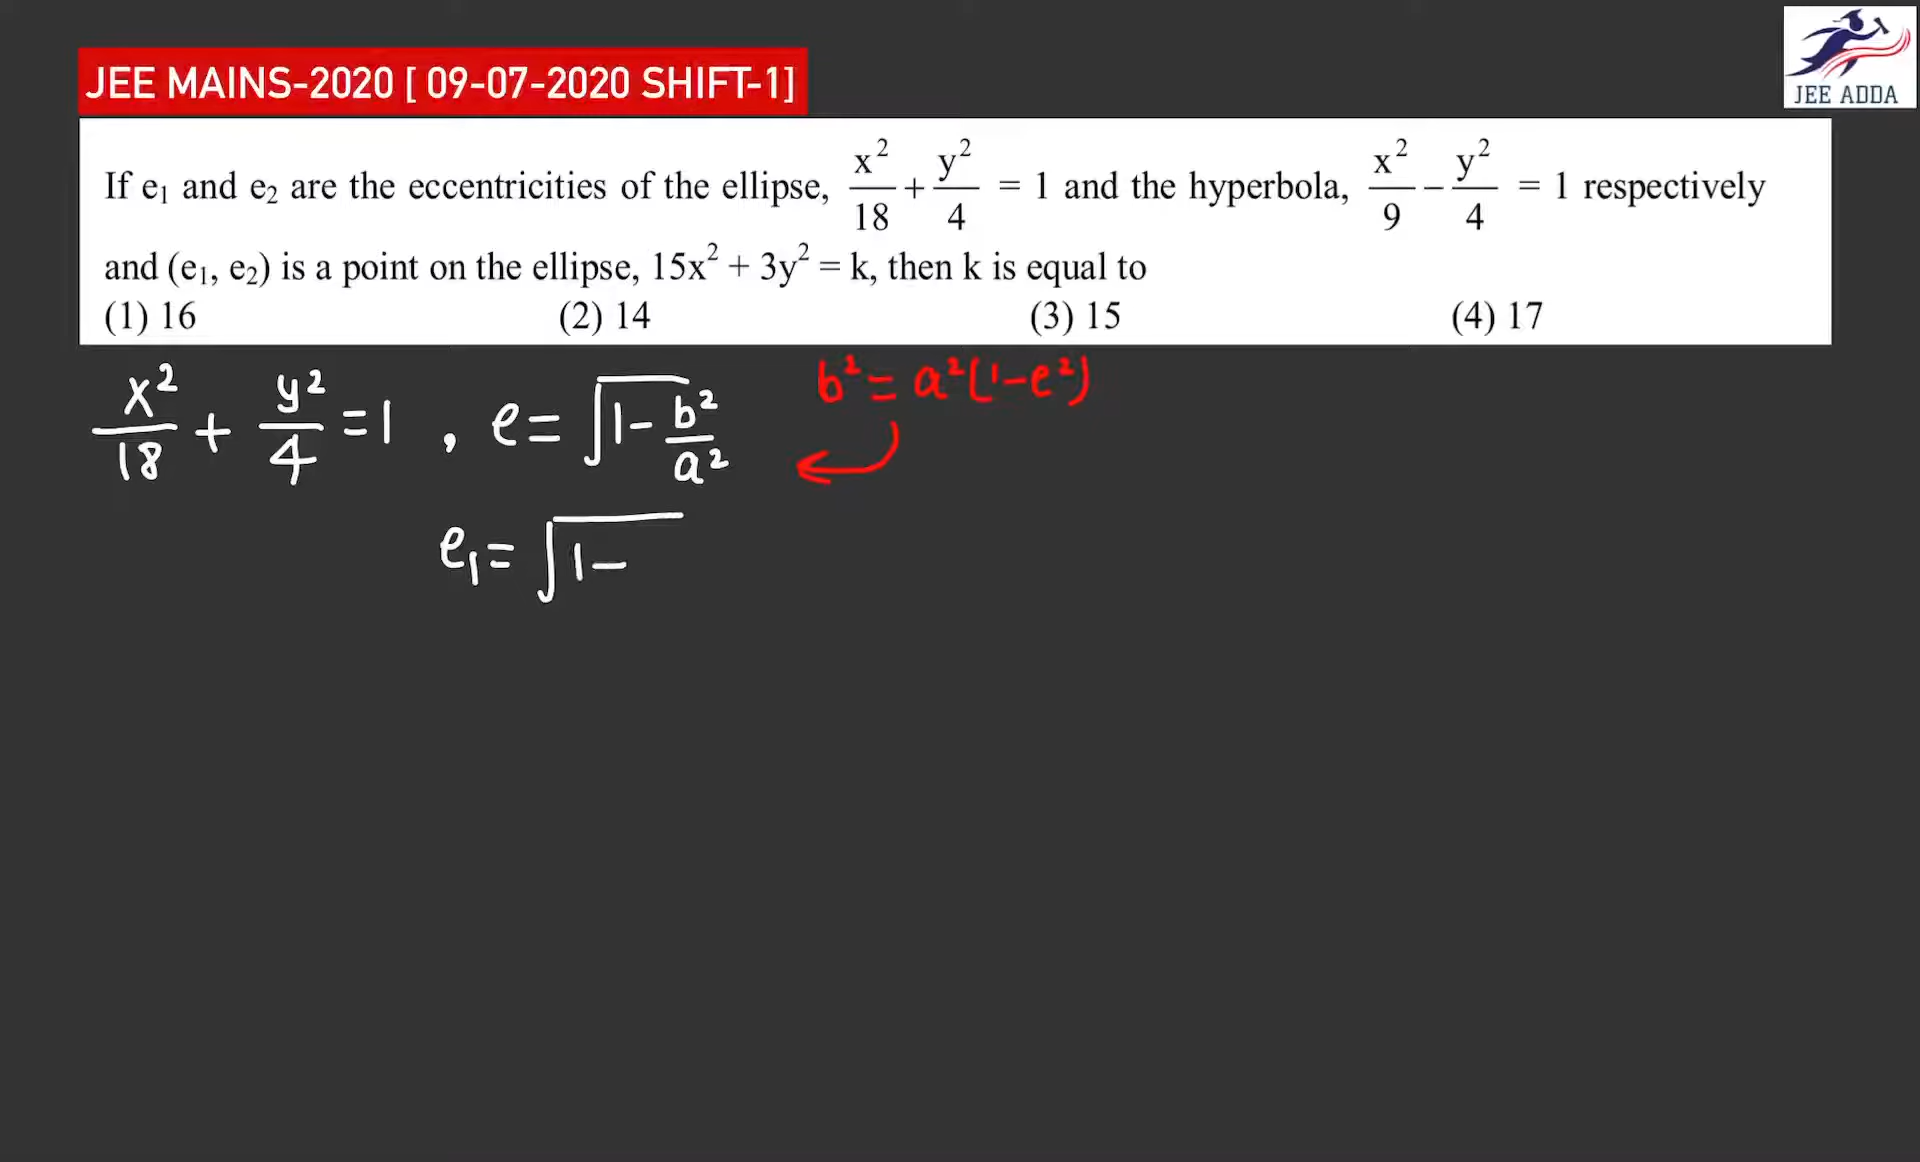 JEE MAINS-2020 [ 09-07-2020 SHIFT-1]
JEE ADDA
If e₁ and e₂ are the eccentricities of the ellipse, x²/18 + y²/4 = 1 and the hyperbola, x²/9 − y²/4 = 1 respectively
and (e₁, e₂) is a point on the ellipse, 15x² + 3y² = k, then k is equal to
(1) 16 (2) 14 (3) 15 (4) 17
x²/18 + y²/4 = 1 , e = √(1 − b²/a²) b² = a²(1−e²)
e₁ = √1−